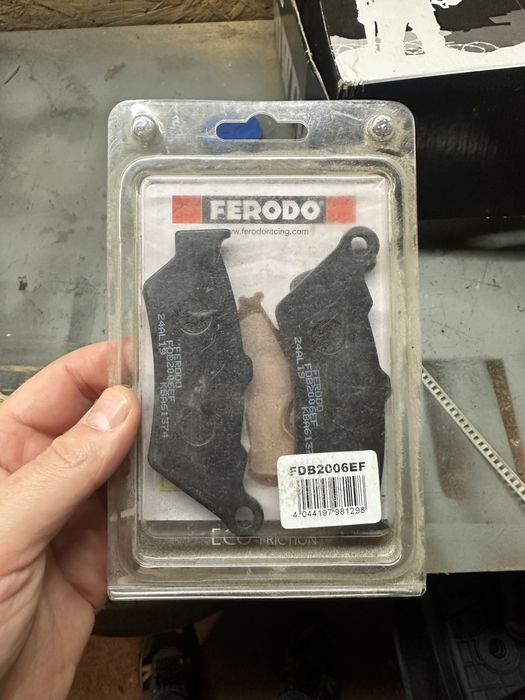 FERODO
www.ferodoracing.com
FERODO
FDB2006EF
24AL19 KBA61374
FERODO
FDB2006EF
24AL19
FDB2006EF
4 044197 981298
ECO-FRICTION